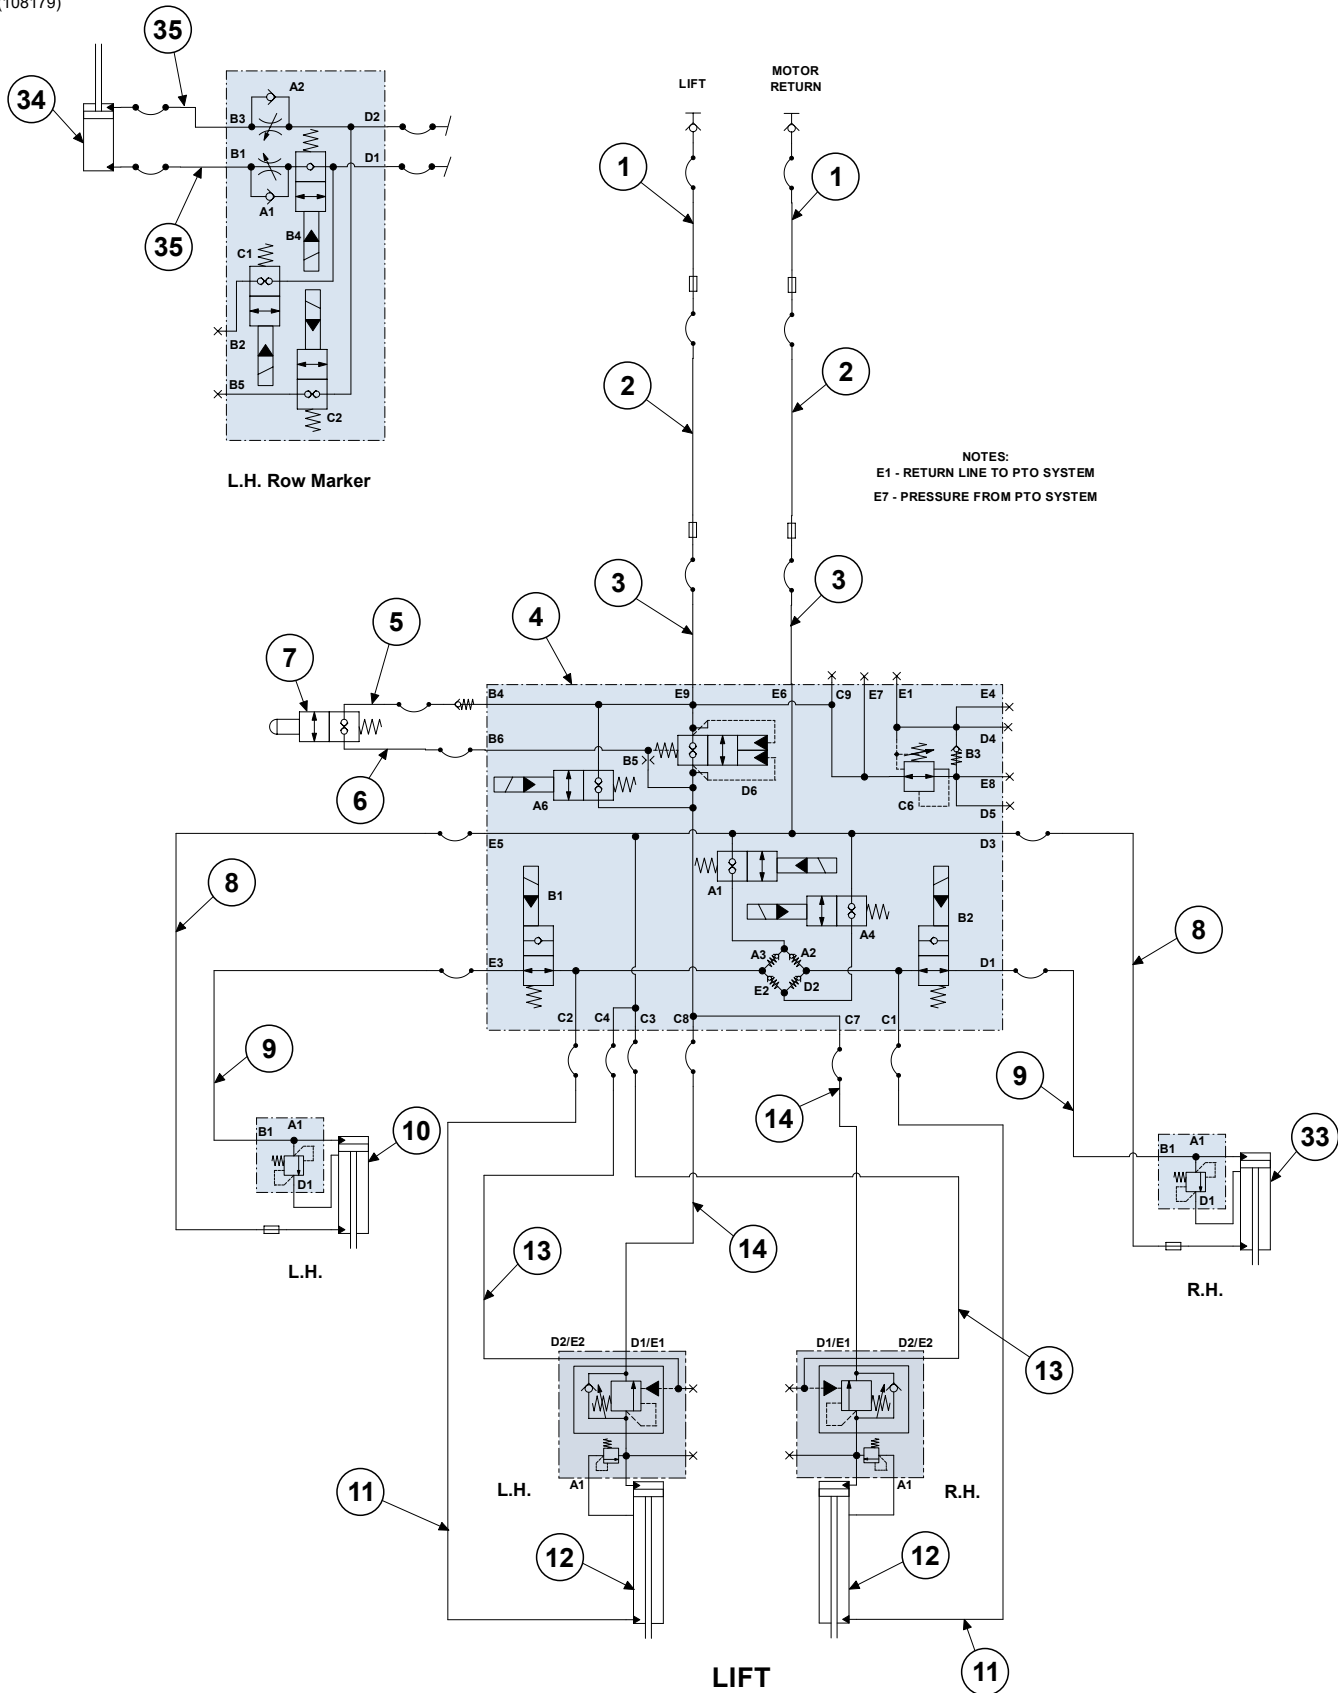 (108179)
35
34
A2
B3
D2
B1
D1
A1
35
B4
C1
B2
B5
C2
L.H. Row Marker
LIFT
MOTOR
RETURN
1
1
2
2
NOTES:
E1 - RETURN LINE TO PTO SYSTEM
E7 - PRESSURE FROM PTO SYSTEM
3
3
4
5
7
6
B4
E9
E6
C9
E7
E1
E4
D4
B6
B5
B3
D6
A6
C6
E8
D5
E5
D3
A1
B1
A4
B2
8
8
E3
A3
A2
E2
D2
D1
C2
C4
C3
C8
C7
C1
9
9
14
B1
A1
10
D1
B1
A1
33
D1
L.H.
R.H.
13
14
D2/E2
D1/E1
D1/E1
D2/E2
13
L.H.
A1
A1
R.H.
11
12
12
11
LIFT